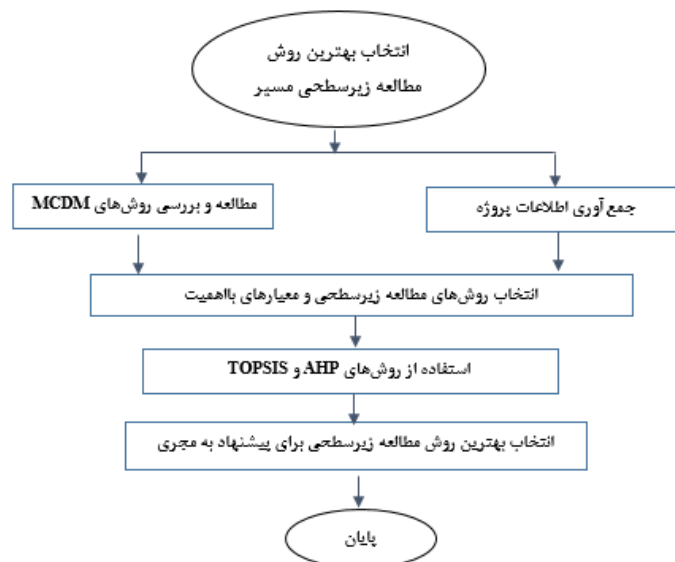 انتخاب بهترین روش
مطالعه زیرسطحی مسیر
جمع آوری اطلاعات پروژه
مطالعه و بررسی روش‌های MCDM
انتخاب روش‌های مطالعه زیرسطحی و معیارهای بااهمیت
استفاده از روش‌های AHP و TOPSIS
انتخاب بهترین روش مطالعه زیرسطحی برای پیشنهاد به مجری
پایان